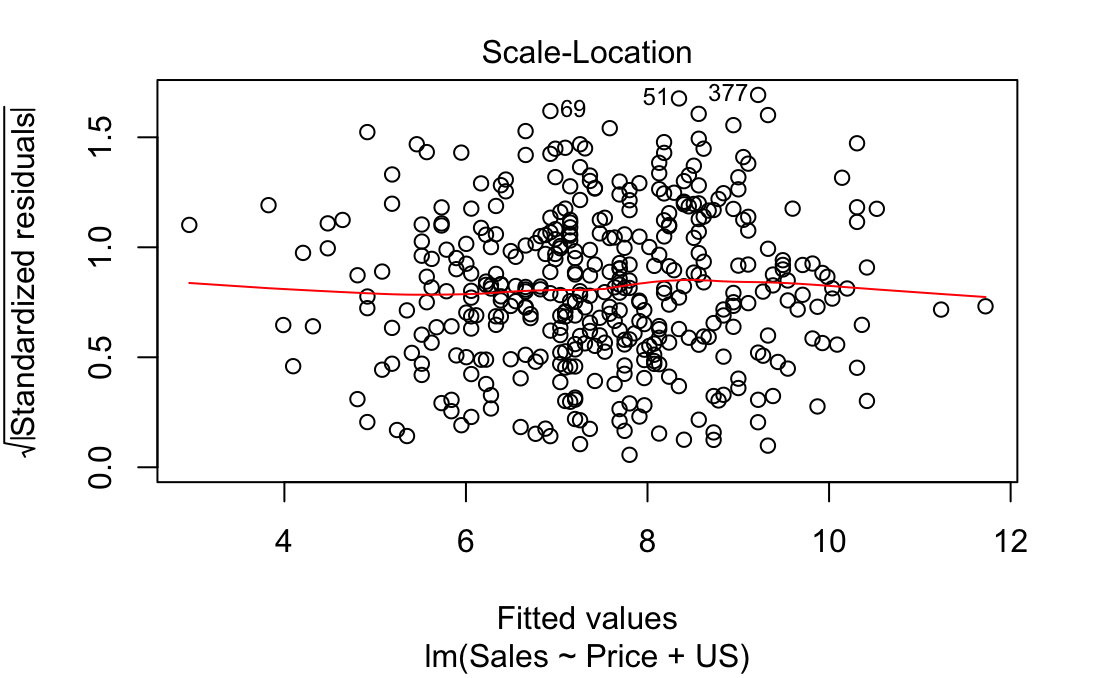 Scale-Location
√|Standardized residuals|
0.0 0.5 1.0 1.5
69 51 377
4 6 8 10 12
Fitted values
lm(Sales ~ Price + US)